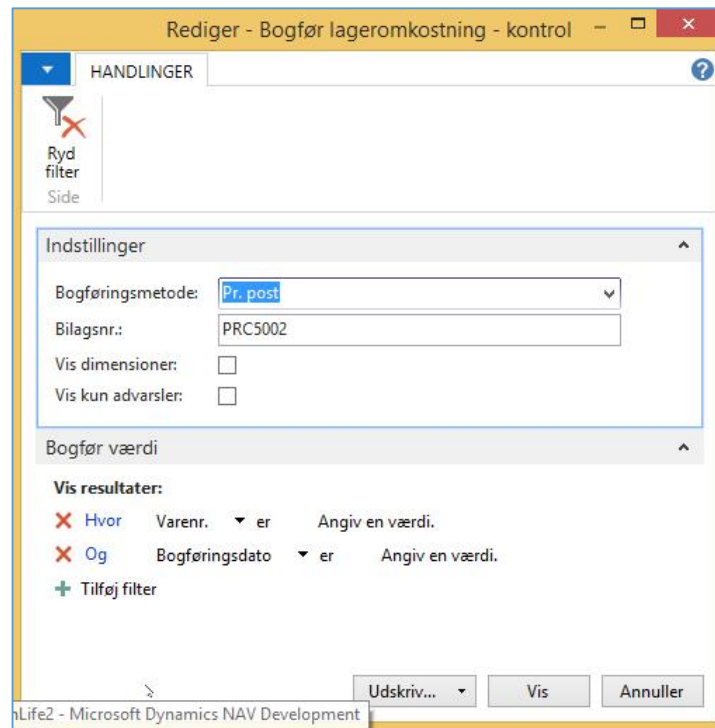 Rediger - Bogfør lageromkostning - kontrol
HANDLINGER
Ryd
filter
Side
Indstillinger
Bogføringsmetode: Pr. post
Bilagsnr.: PRC5002
Vis dimensioner:
Vis kun advarsler:
Bogfør værdi
Vis resultater:
Hvor Varenr. er Angiv en værdi.
Og Bogføringsdato er Angiv en værdi.
Tilføj filter
Udskriv... Vis Annuller
nLife2 - Microsoft Dynamics NAV Development